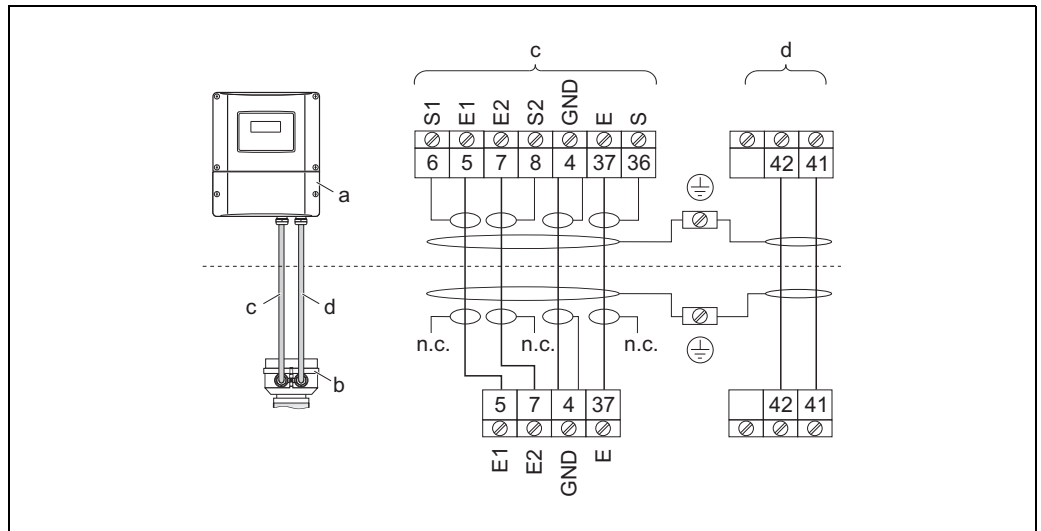 c
d
S1 E1 E2 S2 GND E S
6 5 7 8 4 37 36
42 41
a
c
d
n.c. n.c. n.c.
b
5 7 4 37
42 41
E1 E2 GND E